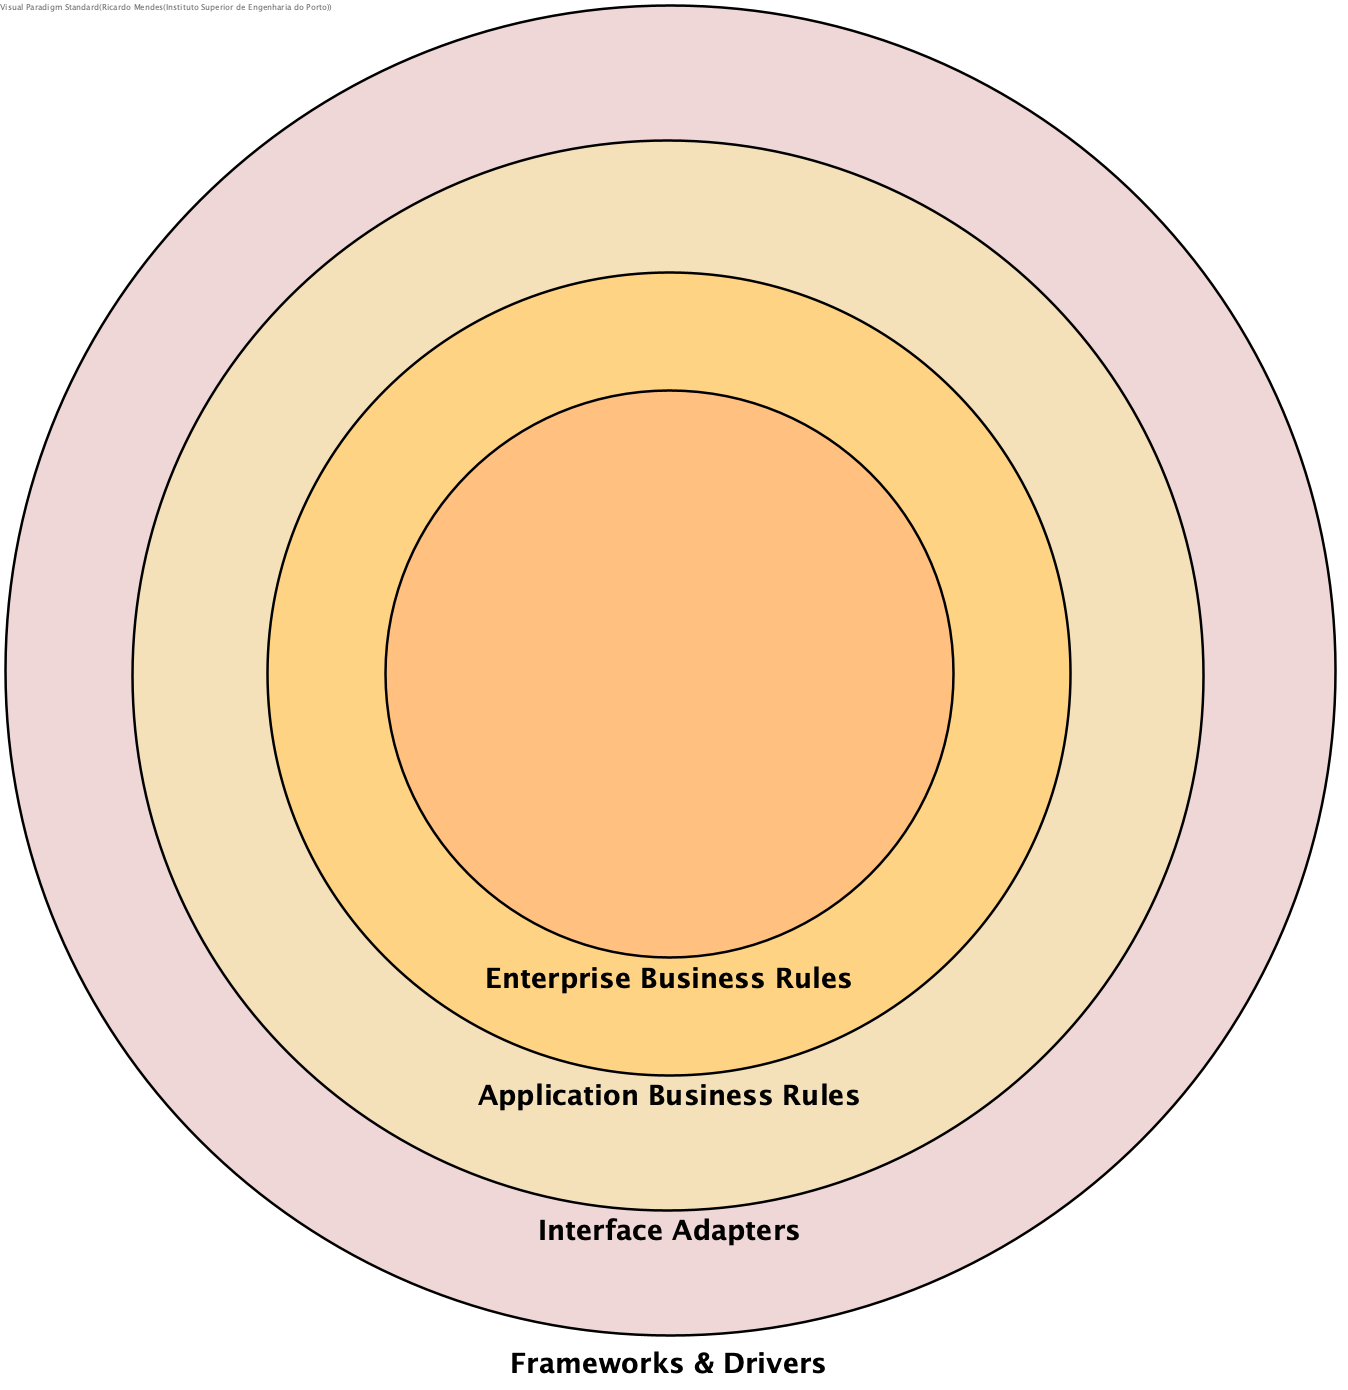 Visual Paradigm Standard(Ricardo Mendes(Instituto Superior de Engenharia do Porto))
Enterprise Business Rules
Application Business Rules
Interface Adapters
Frameworks & Drivers